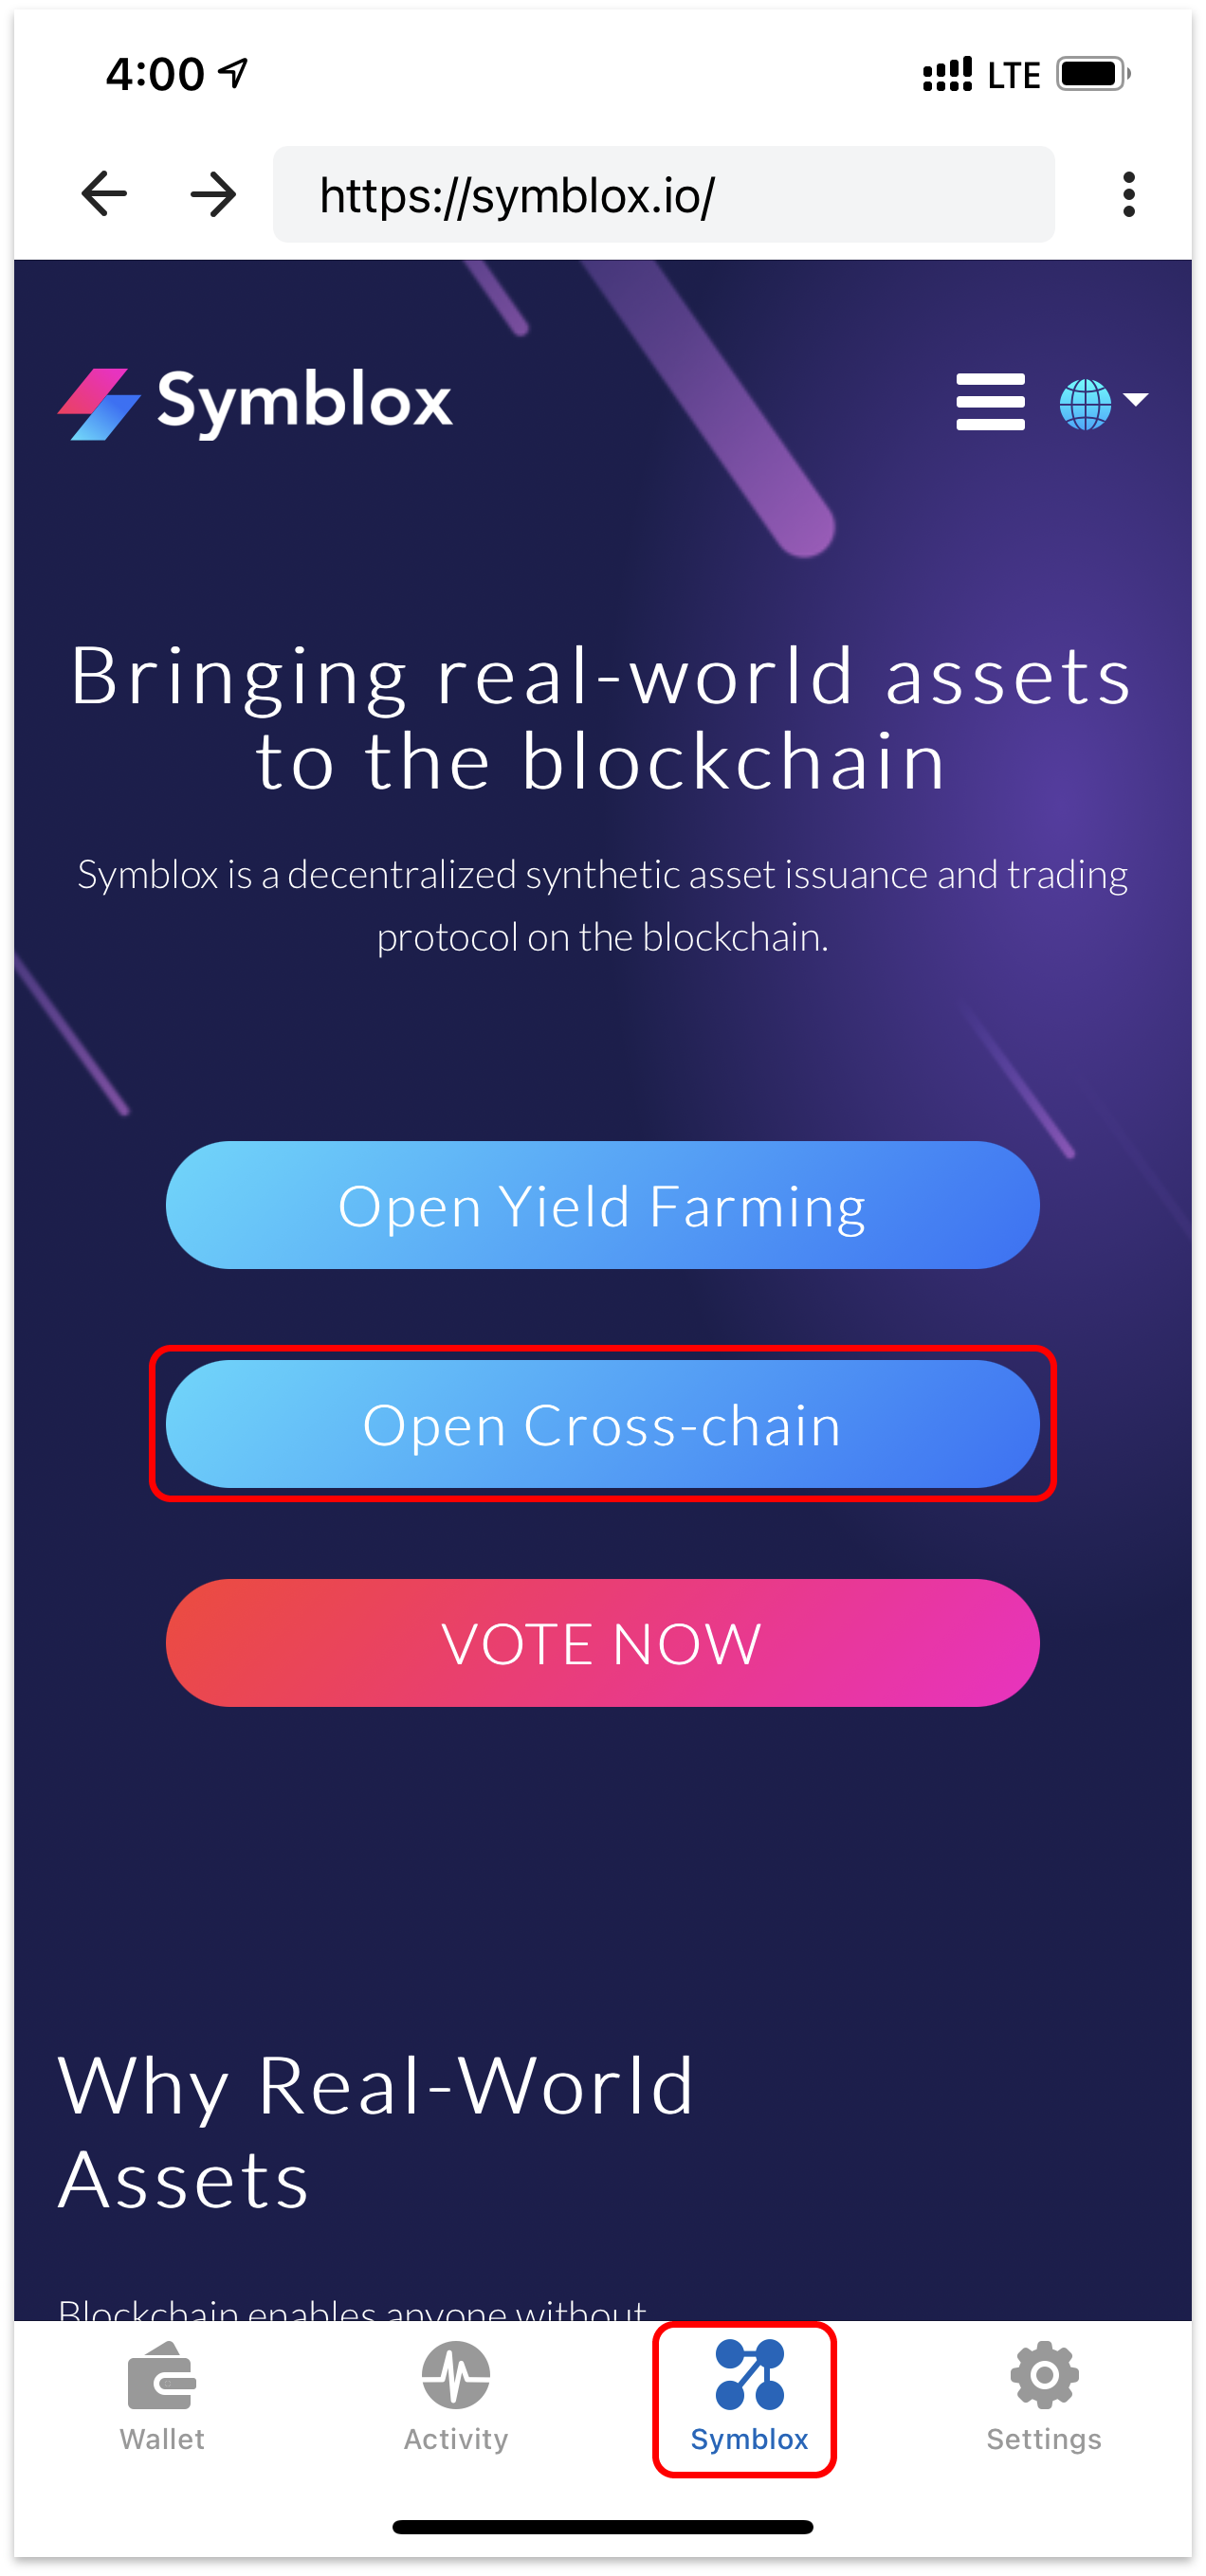 4:00
LTE
https://symblox.io/
Symblox
Bringing real-world assets
to the blockchain
Symblox is a decentralized synthetic asset issuance and trading
protocol on the blockchain.
Open Yield Farming
Open Cross-chain
VOTE NOW
Why Real-World
Assets
Blockchain enables anyone without
Wallet
Activity
Symblox
Settings